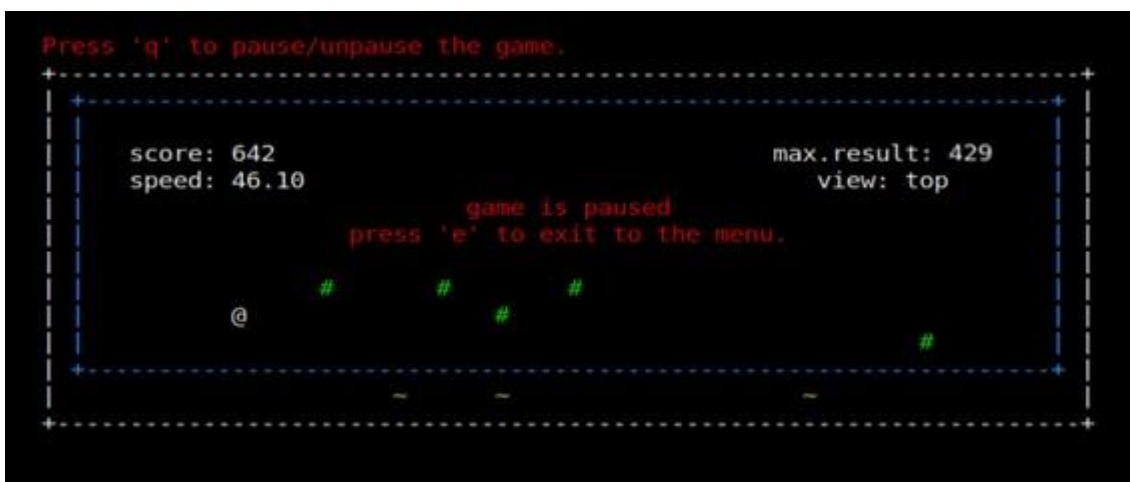 Press 'q' to pause/unpause the game.
score: 642 max.result: 429
speed: 46.10 view: top
game is paused
press 'e' to exit to the menu.
# # #
@ #
#
~ ~ ~